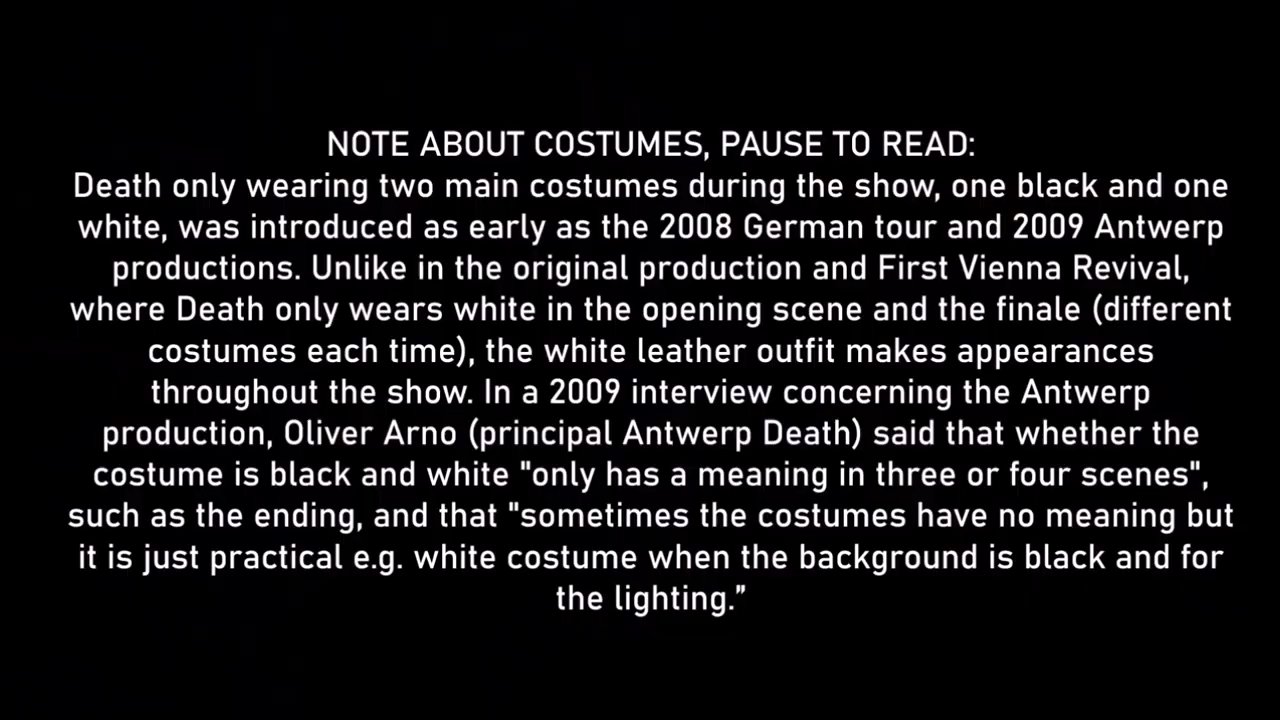 NOTE ABOUT COSTUMES, PAUSE TO READ:
Death only wearing two main costumes during the show, one black and one
white, was introduced as early as the 2008 German tour and 2009 Antwerp
productions. Unlike in the original production and First Vienna Revival,
where Death only wears white in the opening scene and the finale (different
costumes each time), the white leather outfit makes appearances
throughout the show. In a 2009 interview concerning the Antwerp
production, Oliver Arno (principal Antwerp Death) said that whether the
costume is black and white "only has a meaning in three or four scenes",
such as the ending, and that "sometimes the costumes have no meaning but
it is just practical e.g. white costume when the background is black and for
the lighting.”